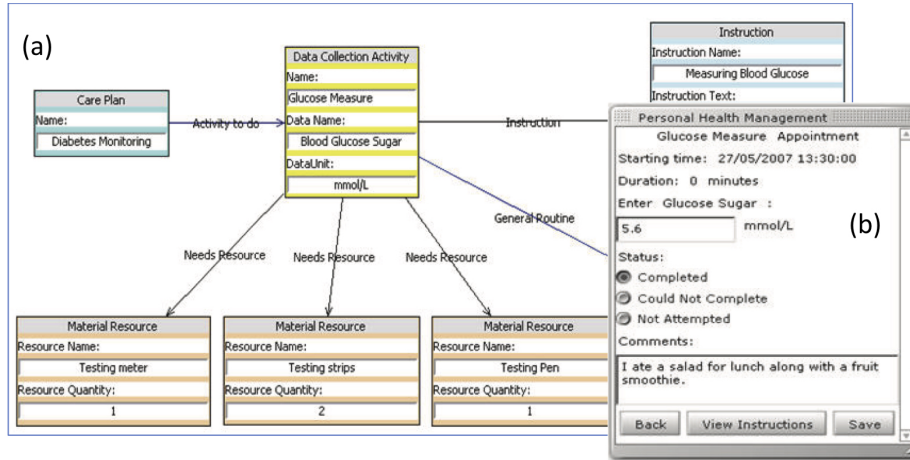 (a)
Care Plan
Name:
Diabetes Monitoring
Activity to do
Data Collection Activity
Name:
Glucose Measure
Data Name:
Blood Glucose Sugar
DataUnit:
mmol/L
Instruction
Instruction
Instruction Name:
Measuring Blood Glucose
Instruction Text:
General Routine
Needs Resource
Needs Resource
Needs Resource
Material Resource
Resource Name:
Testing meter
Resource Quantity:
1
Material Resource
Resource Name:
Testing strips
Resource Quantity:
2
Material Resource
Resource Name:
Testing Pen
Resource Quantity:
1
(b)
Personal Health Management
Glucose Measure Appointment
Starting time: 27/05/2007 13:30:00
Duration: 0 minutes
Enter Glucose Sugar :
5.6 mmol/L
Status:
Completed
Could Not Complete
Not Attempted
Comments:
I ate a salad for lunch along with a fruit
smoothie.
Back View Instructions Save